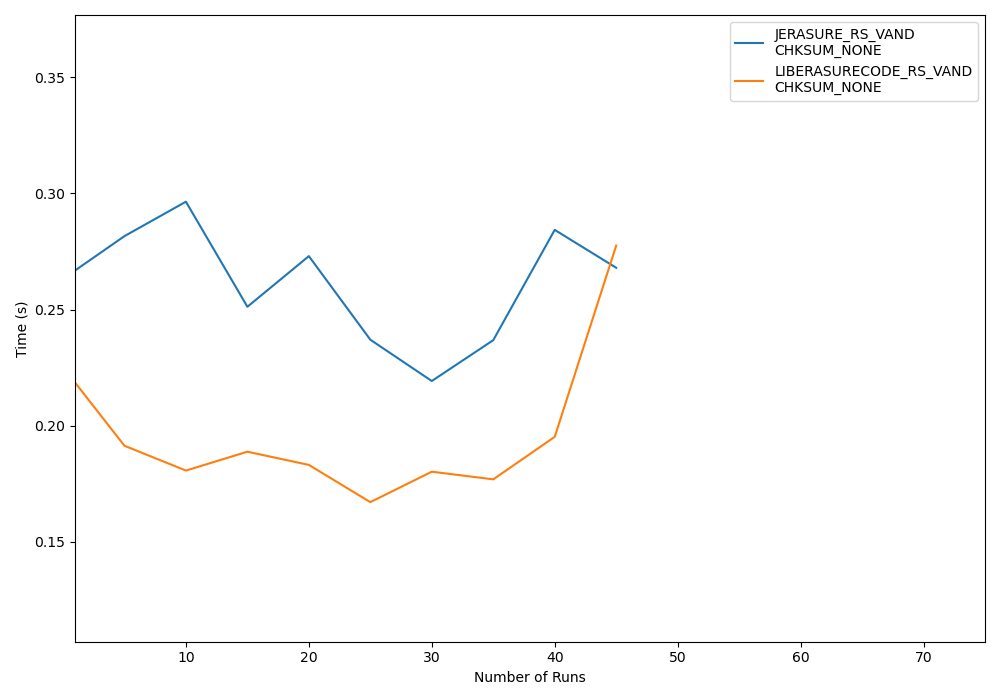 JERASURE_RS_VAND
CHKSUM_NONE
LIBERASURECODE_RS_VAND
CHKSUM_NONE
0.35
0.30
0.25
0.20
0.15
Time (s)
10 20 30 40 50 60 70
Number of Runs